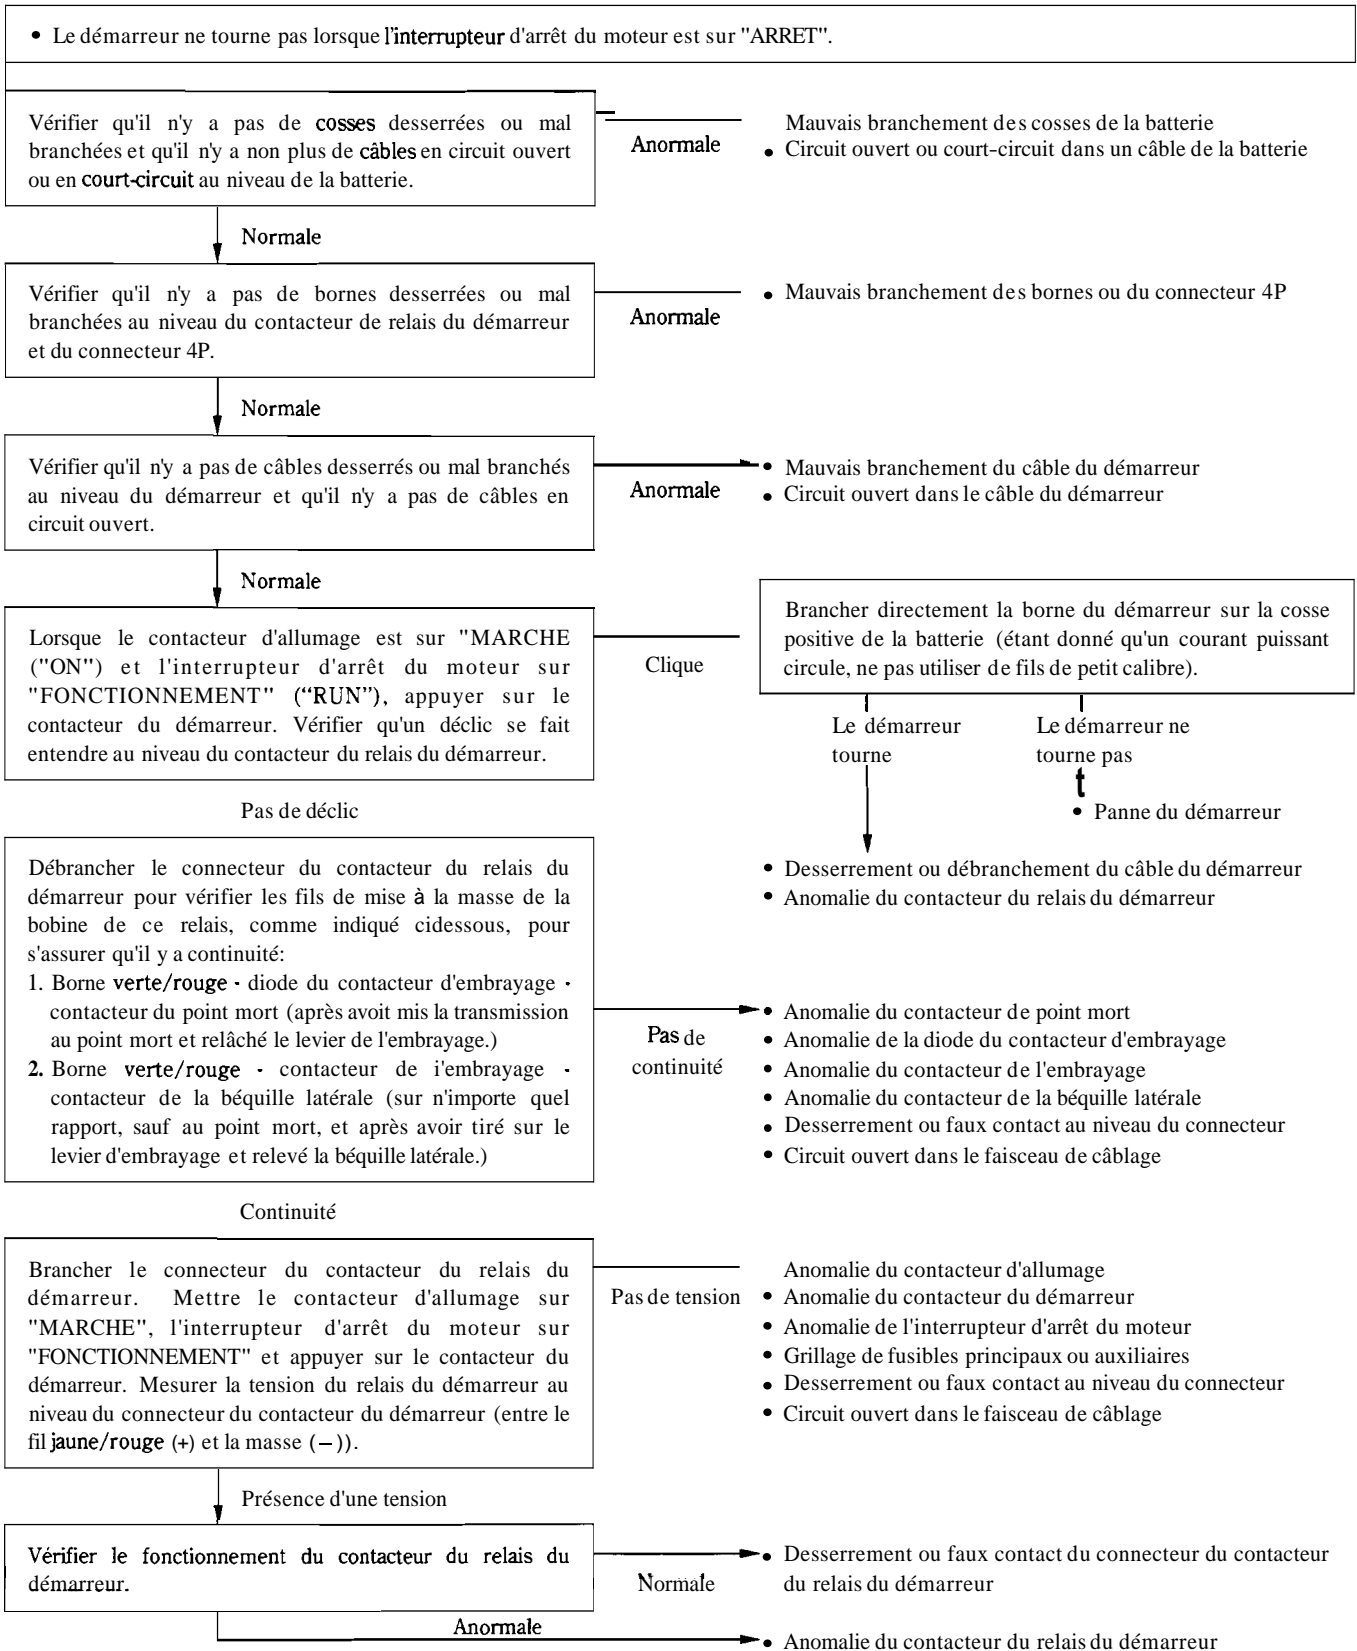 • Le démarreur ne tourne pas lorsque l'interrupteur d'arrêt du moteur est sur "ARRET".
Vérifier qu'il n'y a pas de cosses desserrées ou mal
branchées et qu'il n'y a non plus de câbles en circuit ouvert
ou en court-circuit au niveau de la batterie.
Anormale
Mauvais branchement des cosses de la batterie
• Circuit ouvert ou court-circuit dans un câble de la batterie
Normale
Vérifier qu'il n'y a pas de bornes desserrées ou mal
branchées au niveau du contacteur de relais du démarreur
et du connecteur 4P.
Anormale
• Mauvais branchement des bornes ou du connecteur 4P
Normale
Vérifier qu'il n'y a pas de câbles desserrés ou mal branchés
au niveau du démarreur et qu'il n'y a pas de câbles en
circuit ouvert.
Anormale
• Mauvais branchement du câble du démarreur
• Circuit ouvert dans le câble du démarreur
Normale
Lorsque le contacteur d'allumage est sur "MARCHE
("ON") et l'interrupteur d'arrêt du moteur sur
"FONCTIONNEMENT" (“RUN”), appuyer sur le
contacteur du démarreur. Vérifier qu'un déclic se fait
entendre au niveau du contacteur du relais du démarreur.
Clique
Brancher directement la borne du démarreur sur la cosse
positive de la batterie (étant donné qu'un courant puissant
circule, ne pas utiliser de fils de petit calibre).
Le démarreur
tourne
Le démarreur ne
tourne pas
• Panne du démarreur
• Desserrement ou débranchement du câble du démarreur
• Anomalie du contacteur du relais du démarreur
Pas de déclic
Débrancher le connecteur du contacteur du relais du
démarreur pour vérifier les fils de mise à la masse de la
bobine de ce relais, comme indiqué cidessous, pour
s'assurer qu'il y a continuité:
1. Borne verte/rouge - diode du contacteur d'embrayage -
contacteur du point mort (après avoit mis la transmission
au point mort et relâché le levier de l'embrayage.)
2. Borne verte/rouge - contacteur de i'embrayage -
contacteur de la béquille latérale (sur n'importe quel
rapport, sauf au point mort, et après avoir tiré sur le
levier d'embrayage et relevé la béquille latérale.)
Pas de
continuité
• Anomalie du contacteur de point mort
• Anomalie de la diode du contacteur d'embrayage
• Anomalie du contacteur de l'embrayage
• Anomalie du contacteur de la béquille latérale
• Desserrement ou faux contact au niveau du connecteur
• Circuit ouvert dans le faisceau de câblage
Continuité
Brancher le connecteur du contacteur du relais du
démarreur. Mettre le contacteur d'allumage sur
"MARCHE", l'interrupteur d'arrêt du moteur sur
"FONCTIONNEMENT" et appuyer sur le contacteur du
démarreur. Mesurer la tension du relais du démarreur au
niveau du connecteur du contacteur du démarreur (entre le
fil jaune/rouge (+) et la masse (−)).
Pas de tension
Anomalie du contacteur d'allumage
• Anomalie du contacteur du démarreur
• Anomalie de l'interrupteur d'arrêt du moteur
• Grillage de fusibles principaux ou auxiliaires
• Desserrement ou faux contact au niveau du connecteur
• Circuit ouvert dans le faisceau de câblage
Présence d'une tension
Vérifier le fonctionnement du contacteur du relais du
démarreur.
Normale
• Desserrement ou faux contact du connecteur du contacteur
du relais du démarreur
Anormale
• Anomalie du contacteur du relais du démarreur